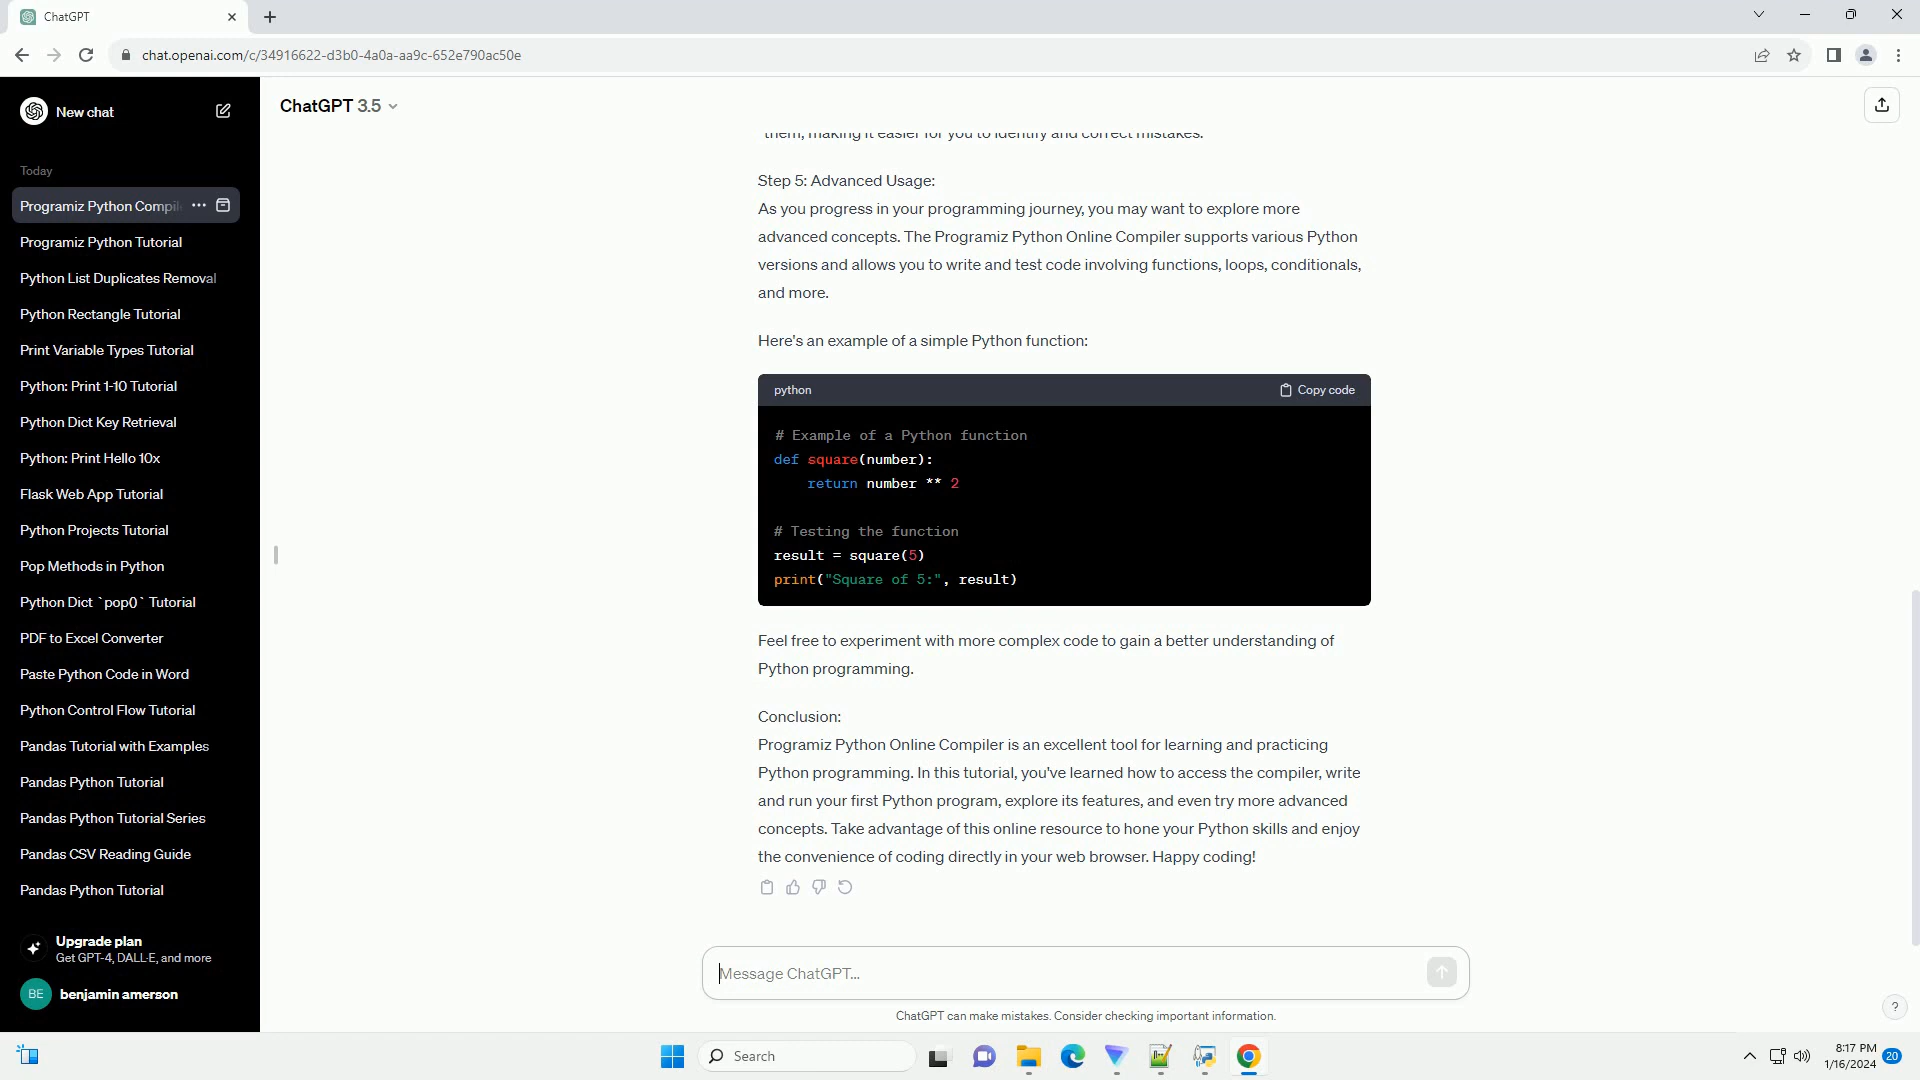 ChatGPT
chat.openai.com/c/34916622-d3b0-4a0a-aa9c-652e790ac50e
New chat
Today
Programiz Python Compil
Programiz Python Tutorial
Python List Duplicates Removal
Python Rectangle Tutorial
Print Variable Types Tutorial
Python: Print 1-10 Tutorial
Python Dict Key Retrieval
Python: Print Hello 10x
Flask Web App Tutorial
Python Projects Tutorial
Pop Methods in Python
Python Dict `pop()` Tutorial
PDF to Excel Converter
Paste Python Code in Word
Python Control Flow Tutorial
Pandas Tutorial with Examples
Pandas Python Tutorial
Pandas Python Tutorial Series
Pandas CSV Reading Guide
Pandas Python Tutorial
Upgrade plan
Get GPT-4, DALL·E, and more
BE benjamin amerson
ChatGPT 3.5
them, making it easier for you to identify and correct mistakes.
Step 5: Advanced Usage:
As you progress in your programming journey, you may want to explore more
advanced concepts. The Programiz Python Online Compiler supports various Python
versions and allows you to write and test code involving functions, loops, conditionals,
and more.
Here's an example of a simple Python function:
python Copy code
# Example of a Python function
def square(number):
    return number ** 2
# Testing the function
result = square(5)
print("Square of 5:", result)
Feel free to experiment with more complex code to gain a better understanding of
Python programming.
Conclusion:
Programiz Python Online Compiler is an excellent tool for learning and practicing
Python programming. In this tutorial, you've learned how to access the compiler, write
and run your first Python program, explore its features, and even try more advanced
concepts. Take advantage of this online resource to hone your Python skills and enjoy
the convenience of coding directly in your web browser. Happy coding!
Message ChatGPT...
ChatGPT can make mistakes. Consider checking important information.
?
Search
8:17 PM
1/16/2024
20